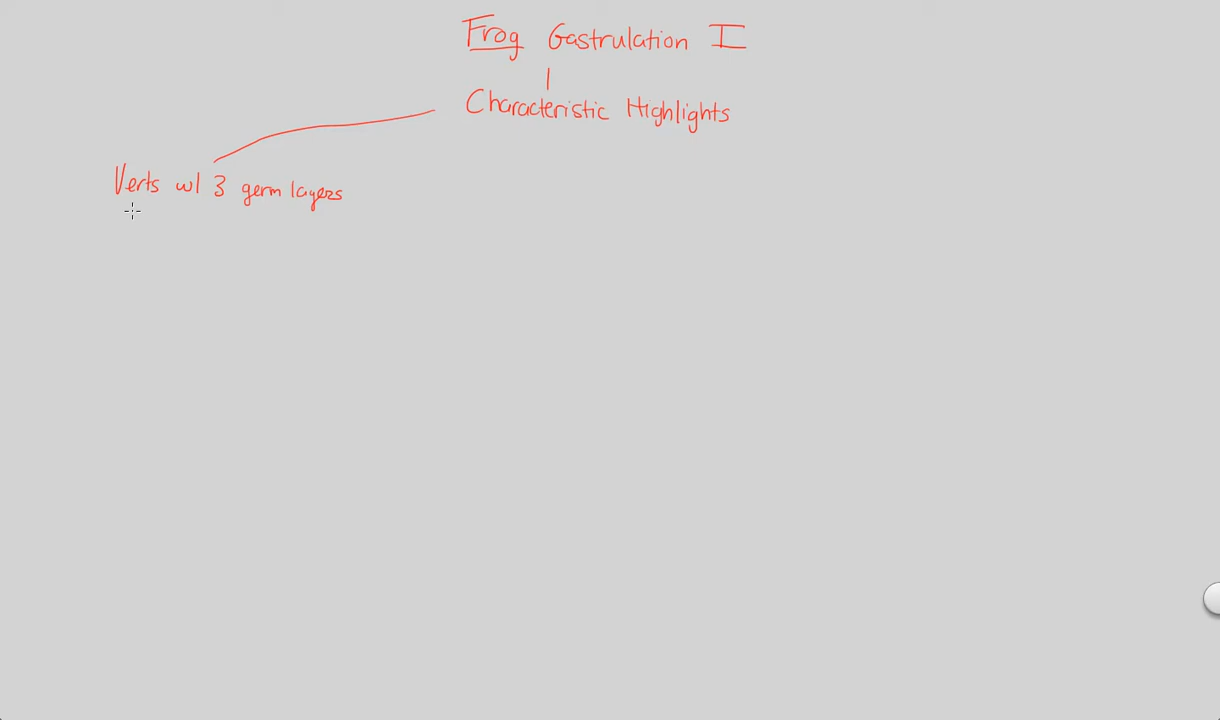 Frog Gastrulation I
Characteristic Highlights
Verts w/ 3 germ layers